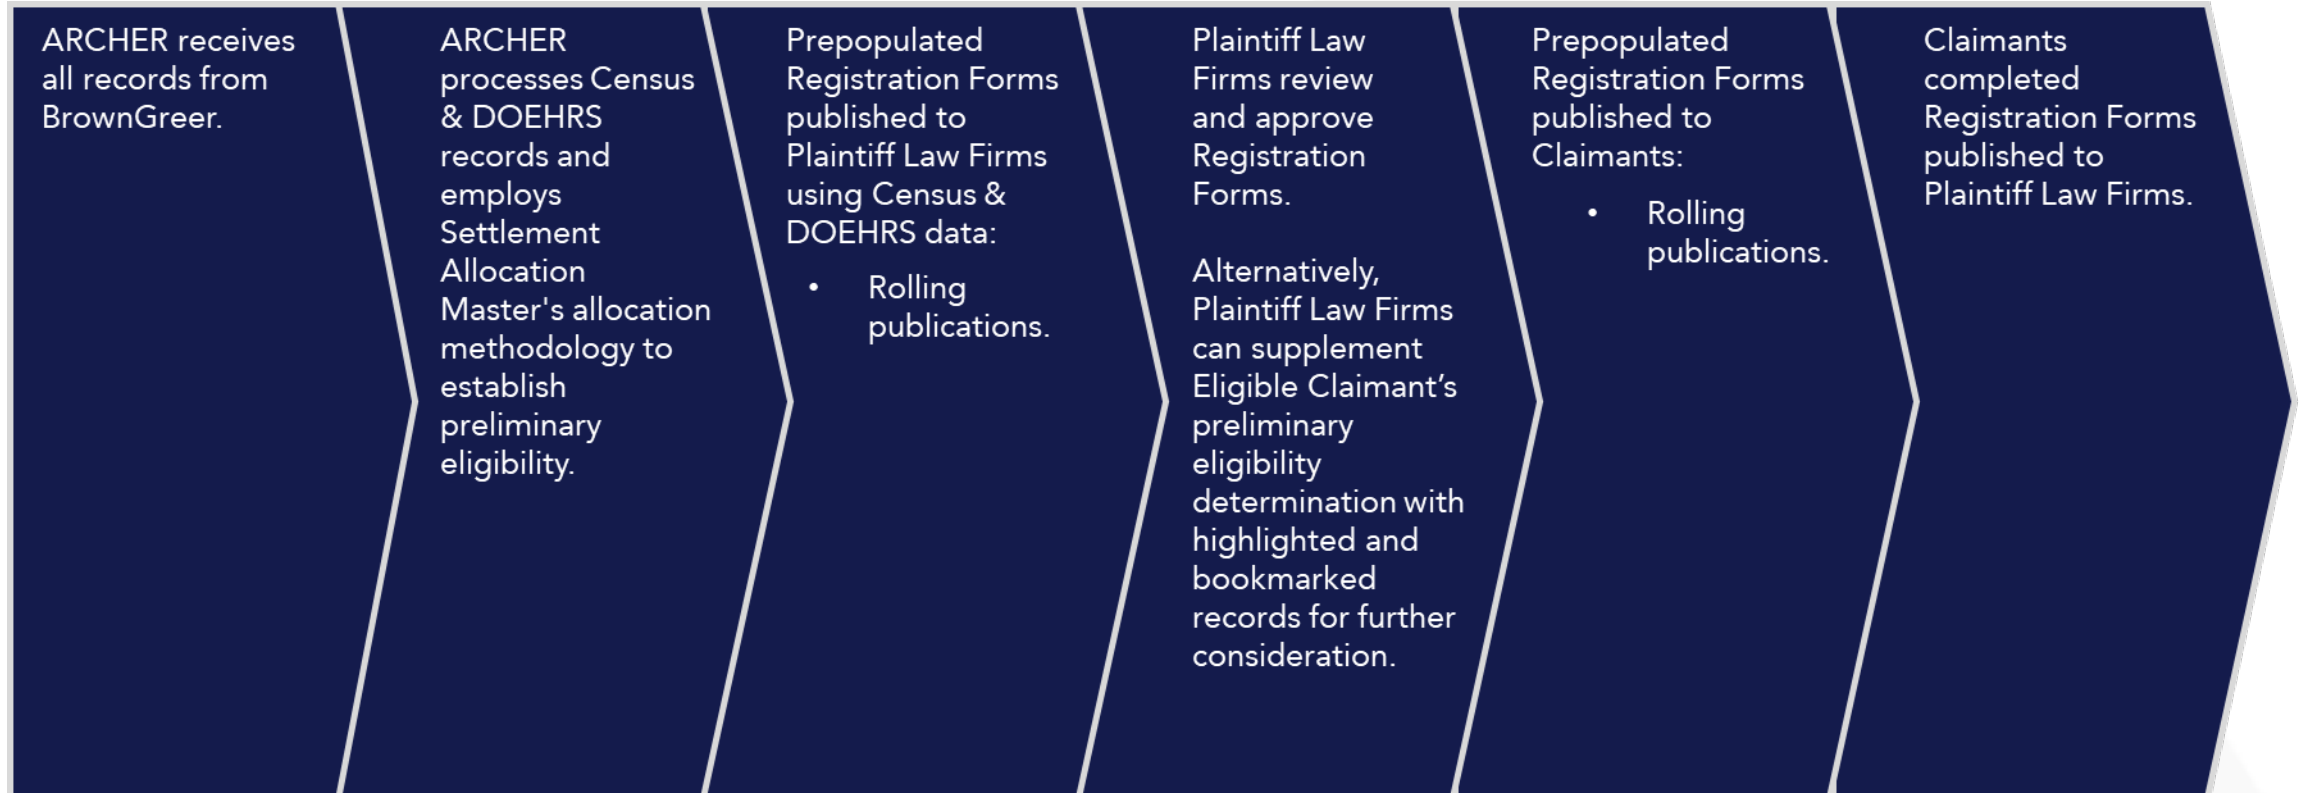 ARCHER receives
all records from
BrownGreer.
ARCHER
processes Census
& DOEHRS
records and
employs
Settlement
Allocation
Master's allocation
methodology to
establish
preliminary
eligibility.
Prepopulated
Registration Forms
published to
Plaintiff Law Firms
using Census &
DOEHRS data:
• Rolling
publications.
Plaintiff Law
Firms review
and approve
Registration
Forms.
Alternatively,
Plaintiff Law Firms
can supplement
Eligible Claimant’s
preliminary
eligibility
determination with
highlighted and
bookmarked
records for further
consideration.
Prepopulated
Registration Forms
published to
Claimants:
• Rolling
publications.
Claimants
completed
Registration Forms
published to
Plaintiff Law Firms.